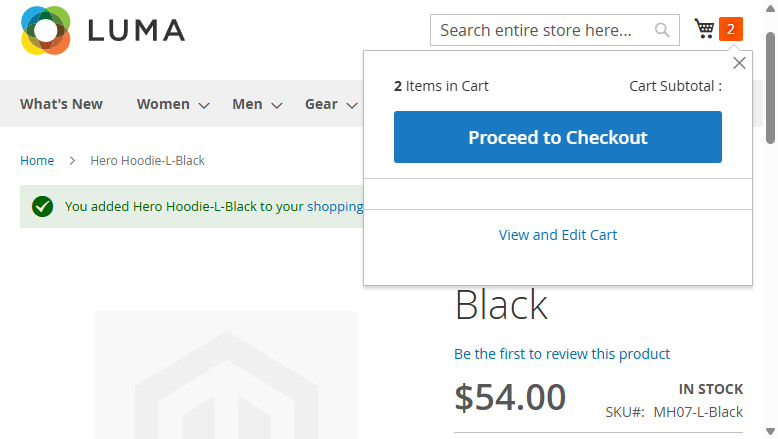 LUMA
Search entire store here...
2
2 Items in Cart
Cart Subtotal :
Proceed to Checkout
View and Edit Cart
What's New
Women
Men
Gear
Home
Hero Hoodie-L-Black
You added Hero Hoodie-L-Black to your shopping
Black
Be the first to review this product
$54.00
IN STOCK
SKU#: MH07-L-Black